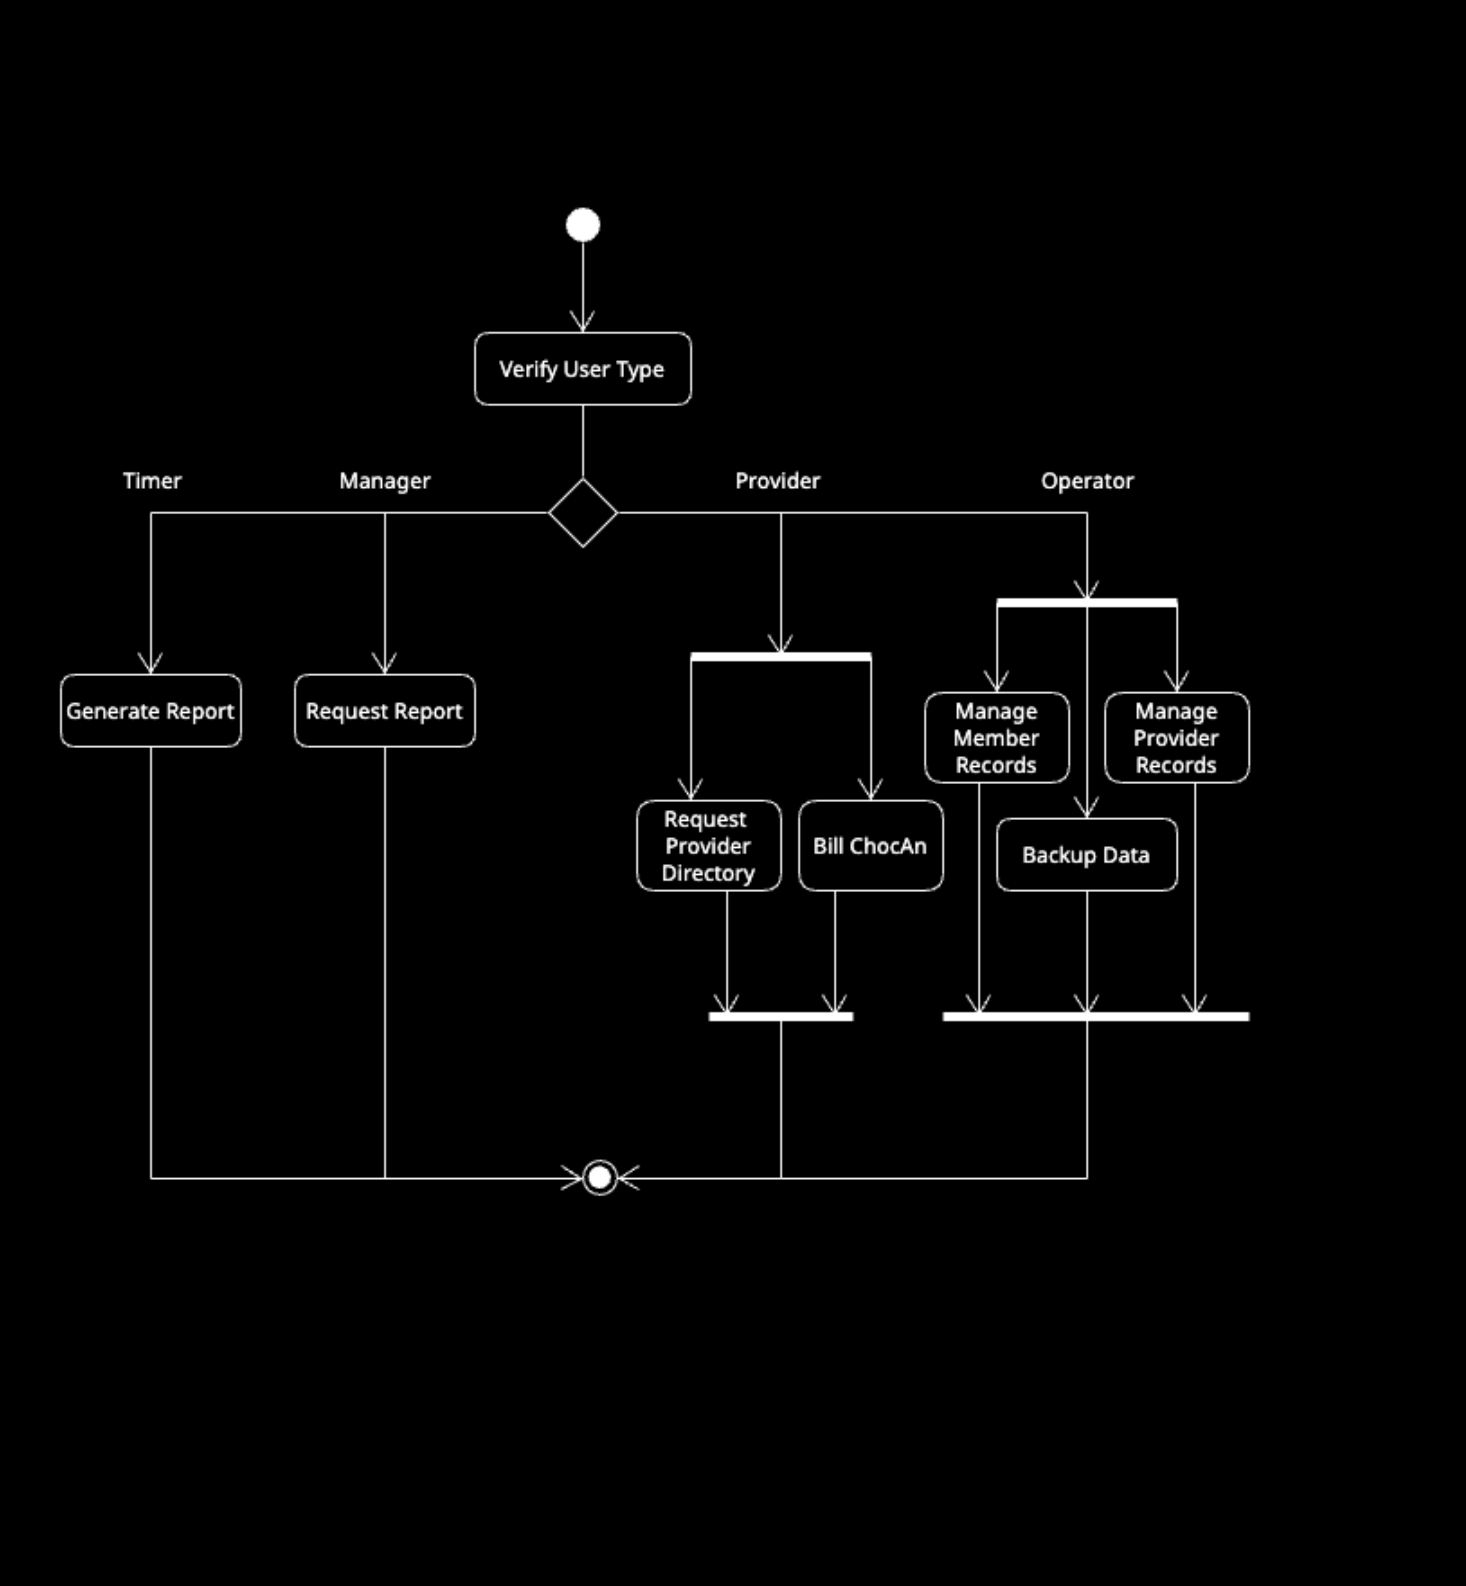 Verify User Type
Timer
Manager
Provider
Operator
Generate Report
Request Report
Manage
Member
Records
Manage
Provider
Records
Request
Provider
Directory
Bill ChocAn
Backup Data